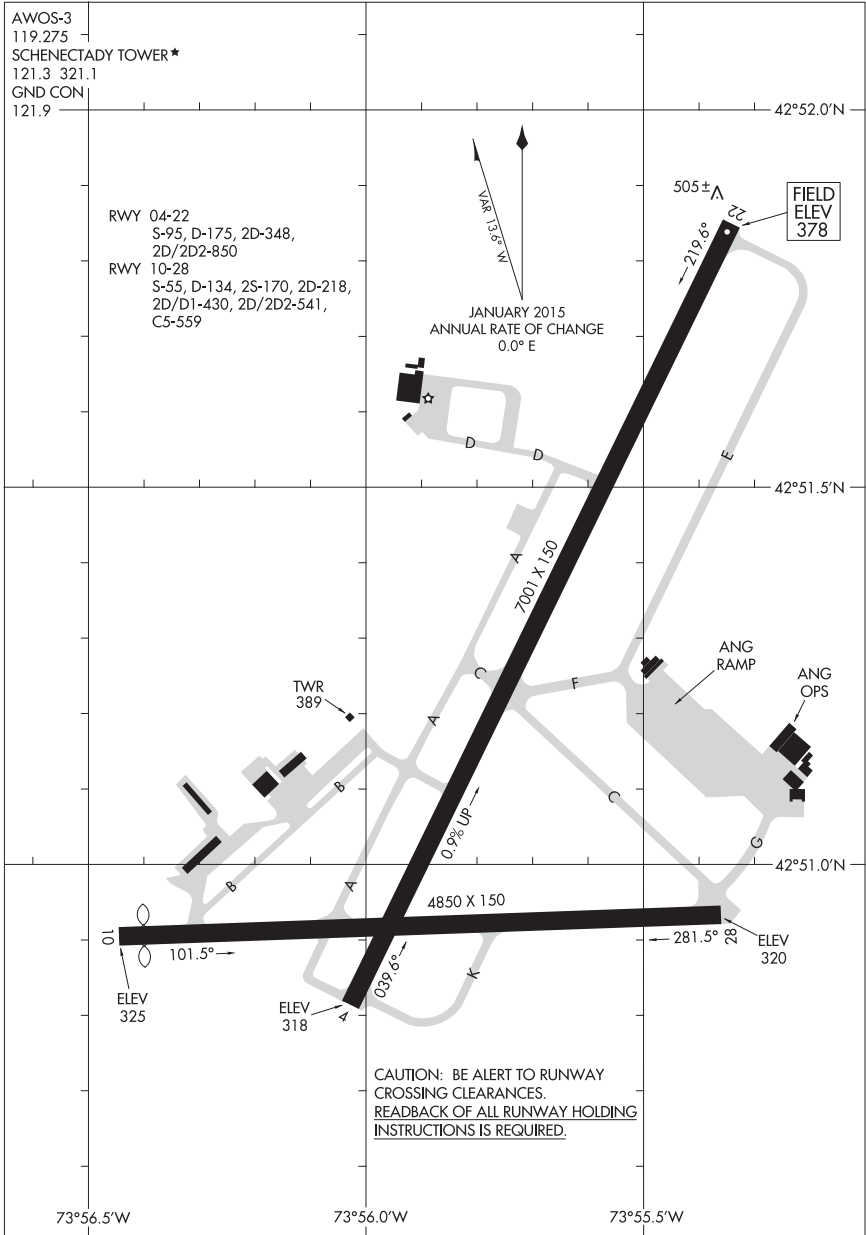 AWOS-3
119.275
SCHENECTADY TOWER★
121.3 321.1
GND CON
121.9
42°52.0'N
RWY 04-22
S-95, D-175, 2D-348,
2D/2D2-850
RWY 10-28
S-55, D-134, 2S-170, 2D-218,
2D/D1-430, 2D/2D2-541,
C5-559
VAR 13.6° W
JANUARY 2015
ANNUAL RATE OF CHANGE
0.0° E
505±
22
FIELD
ELEV
378
219.6°
D
D
E
42°51.5'N
A
7001 X 150
ANG
RAMP
ANG
OPS
C
F
TWR
389
A
B
C
0.9% UP
G
42°51.0'N
B
A
4850 X 150
10
101.5°
281.5°
28
ELEV
320
039.6°
K
ELEV
325
ELEV
318
4
CAUTION: BE ALERT TO RUNWAY
CROSSING CLEARANCES.
READBACK OF ALL RUNWAY HOLDING
INSTRUCTIONS IS REQUIRED.
73°56.5'W
73°56.0'W
73°55.5'W